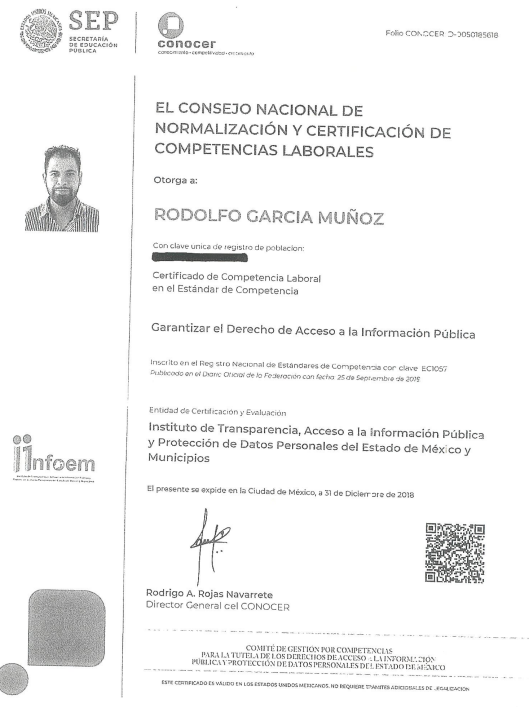 SEP
SECRETARÍA
DE EDUCACIÓN
PÚBLICA
conocer
conocimiento • competitividad • crecimiento
Folio CONOCER D-0050185618
EL CONSEJO NACIONAL DE
NORMALIZACIÓN Y CERTIFICACIÓN DE
COMPETENCIAS LABORALES
Otorga a:
RODOLFO GARCIA MUÑOZ
Con clave unica de registro de poblacion:
Certificado de Competencia Laboral
en el Estándar de Competencia
Garantizar el Derecho de Acceso a la Información Pública
Inscrito en el Registro Nacional de Estándares de Competencia con clave EC1057
Publicado en el Diario Oficial de la Federación con fecha 25 de Septiembre de 2018
Entidad de Certificación y Evaluación
Instituto de Transparencia, Acceso a la Información Pública
y Protección de Datos Personales del Estado de México y
Municipios
infoem
El presente se expide en la Ciudad de México, a 31 de Diciembre de 2018
Rodrigo A. Rojas Navarrete
Director General del CONOCER
COMITÉ DE GESTIÓN POR COMPETENCIAS
PARA LA TUTELA DE LOS DERECHOS DE ACCESO A LA INFORMACIÓN
PÚBLICA Y PROTECCIÓN DE DATOS PERSONALES DEL ESTADO DE MÉXICO
ESTE CERTIFICADO ES VÁLIDO EN LOS ESTADOS UNIDOS MEXICANOS, NO REQUIERE TRÁMITES ADICIONALES DE LEGALIZACIÓN